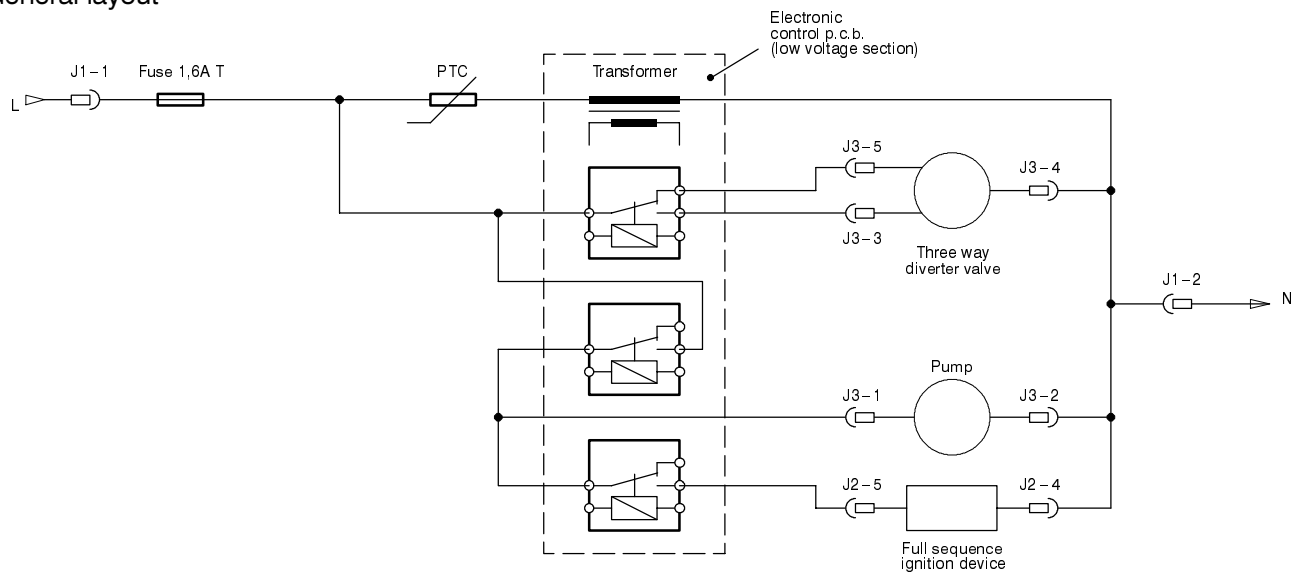 General layout
Electronic
control p.c.b.
(low voltage section)
J1-1
Fuse 1,6A T
PTC
Transformer
L
J3-5
J3-4
J3-3
Three way
diverter valve
J1-2
N
Pump
J3-1
J3-2
J2-5
J2-4
Full sequence
ignition device